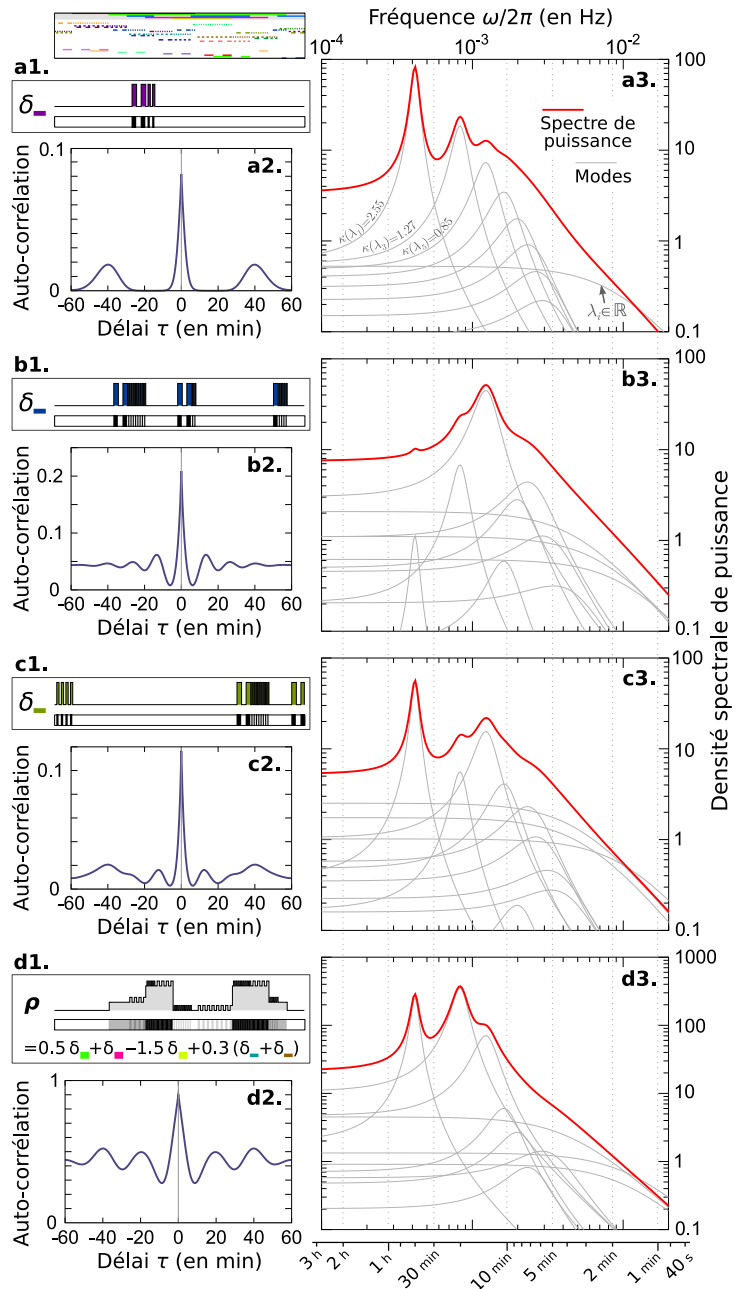 Fréquence ω/2π (en Hz)
10⁻⁴ 10⁻³ 10⁻²
a1.
δ
0.1
0
Auto-corrélation
a2.
-60 -40 -20 0 20 40 60
Délai τ (en min)
a3.
100
10
1
0.1
Spectre de
puissance
Modes
κ(λ₁)=2.55
κ(λ₃)=1.27
κ(λ₅)=0.85
λᵢ∈ℝ
b1.
δ
0.2
0.1
0
Auto-corrélation
b2.
-60 -40 -20 0 20 40 60
Délai τ (en min)
b3.
100
10
1
0.1
Densité spectrale de puissance
c1.
δ
0.1
0
Auto-corrélation
c2.
-60 -40 -20 0 20 40 60
Délai τ (en min)
c3.
100
10
1
0.1
d1.
ρ
=0.5 δ +δ −1.5 δ +0.3 (δ +δ )
1
0.5
0
Auto-corrélation
d2.
-60 -40 -20 0 20 40 60
Délai τ (en min)
d3.
1000
100
10
1
0.1
3 h 2 h 1 h 30 min 10 min 5 min 2 min 1 min 40 s